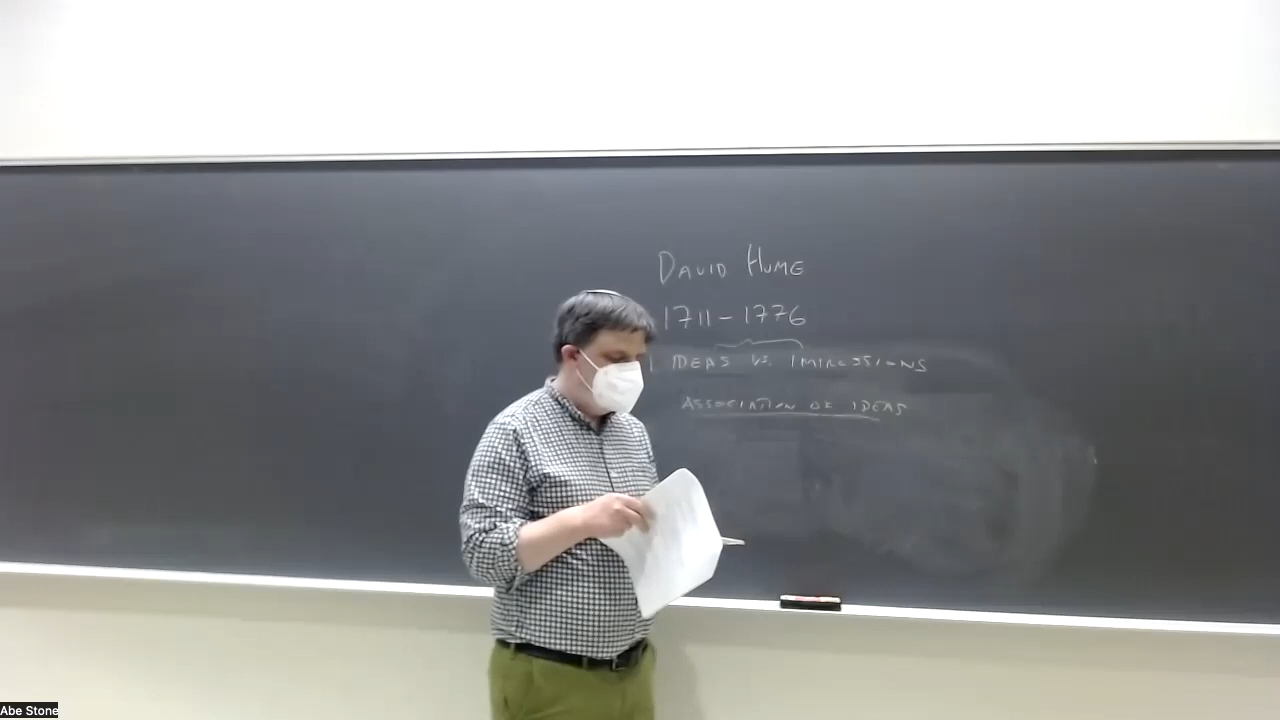 DAVID HUME
1711-1776
IDEAS VS. IMPRESSIONS
ASSOCIATION OF IDEAS
Abe Stone